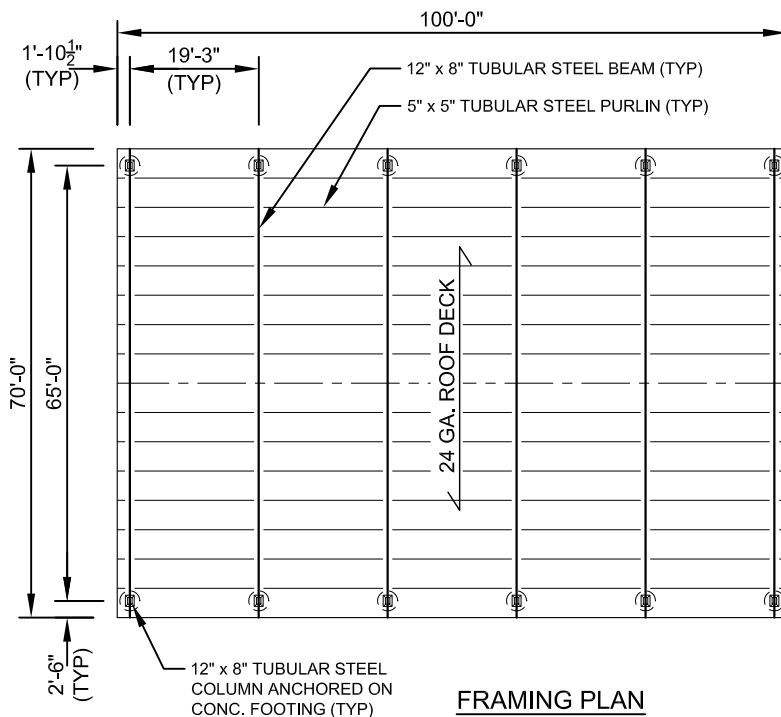 100'-0"
1'-10½"
(TYP)
19'-3"
(TYP)
12" x 8" TUBULAR STEEL BEAM (TYP)
5" x 5" TUBULAR STEEL PURLIN (TYP)
70'-0"
65'-0"
24 GA. ROOF DECK
2'-6"
(TYP)
12" x 8" TUBULAR STEEL
COLUMN ANCHORED ON
CONC. FOOTING (TYP)
FRAMING PLAN